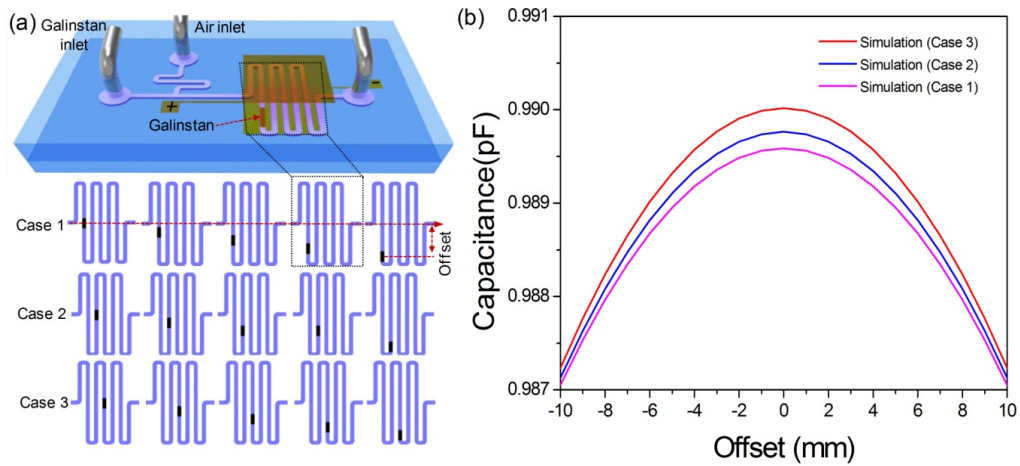 (a)
Galinstan
inlet
Air inlet
+
-
Galinstan
Case 1
Offset
Case 2
Case 3
(b)
0.991
0.990
0.989
0.988
0.987
Capacitance(pF)
Simulation (Case 3)
Simulation (Case 2)
Simulation (Case 1)
-10 -8 -6 -4 -2 0 2 4 6 8 10
Offset (mm)